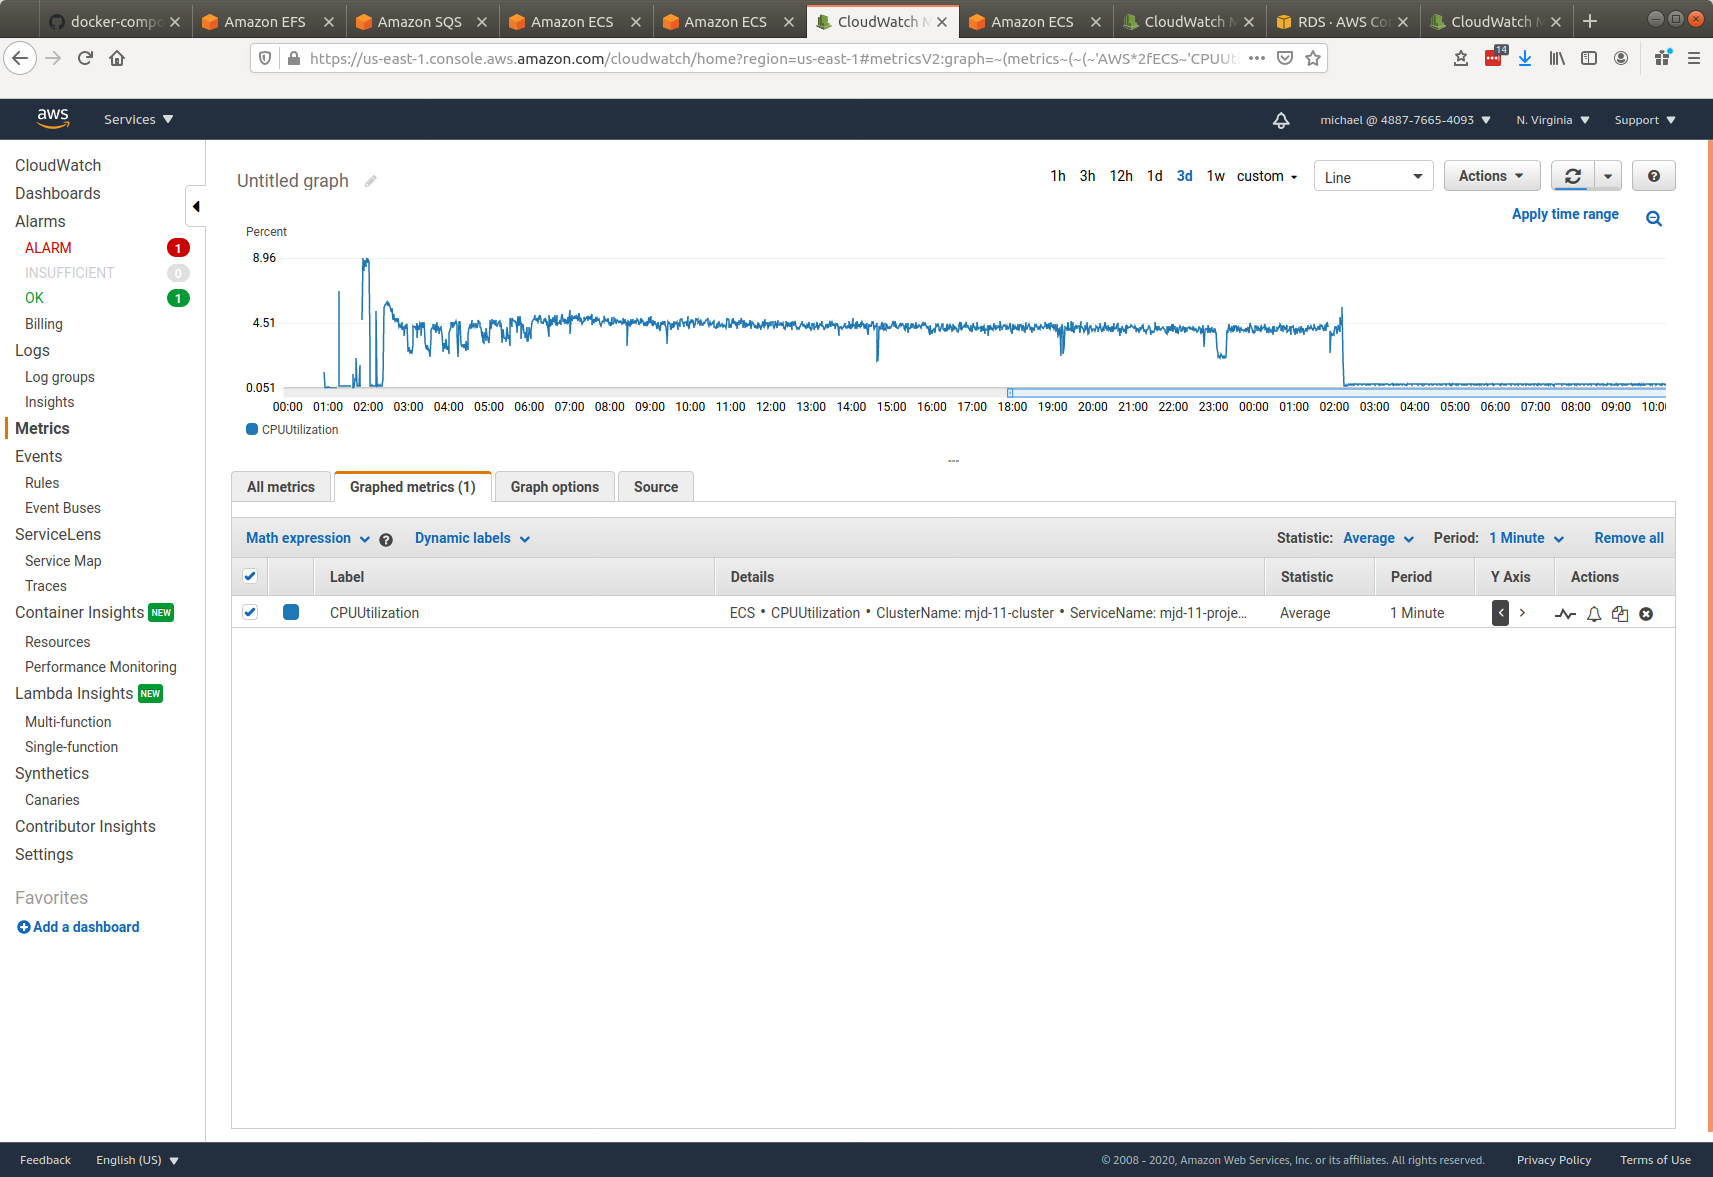 docker-compo
Amazon EFS
Amazon SQS
Amazon ECS
Amazon ECS
CloudWatch M
Amazon ECS
CloudWatch M
RDS · AWS Co
CloudWatch M
https://us-east-1.console.aws.amazon.com/cloudwatch/home?region=us-east-1#metricsV2:graph=~(metrics~(~(~'AWS*2fECS~'CPUUt
14
aws
Services
michael @ 4887-7665-4093
N. Virginia
Support
CloudWatch
Dashboards
Alarms
ALARM 1
INSUFFICIENT 0
OK 1
Billing
Logs
Log groups
Insights
Metrics
Events
Rules
Event Buses
ServiceLens
Service Map
Traces
Container Insights NEW
Resources
Performance Monitoring
Lambda Insights NEW
Multi-function
Single-function
Synthetics
Canaries
Contributor Insights
Settings
Favorites
Add a dashboard
Untitled graph
1h 3h 12h 1d 3d 1w custom
Line
Actions
Apply time range
Percent
8.96
4.51
0.051
00:00 01:00 02:00 03:00 04:00 05:00 06:00 07:00 08:00 09:00 10:00 11:00 12:00 13:00 14:00 15:00 16:00 17:00 18:00 19:00 20:00 21:00 22:00 23:00 00:00 01:00 02:00 03:00 04:00 05:00 06:00 07:00 08:00 09:00 10:0
CPUUtilization
All metrics
Graphed metrics (1)
Graph options
Source
Math expression
Dynamic labels
Statistic: Average
Period: 1 Minute
Remove all
Label Details Statistic Period Y Axis Actions
CPUUtilization ECS • CPUUtilization • ClusterName: mjd-11-cluster • ServiceName: mjd-11-proje... Average 1 Minute
Feedback
English (US)
© 2008 - 2020, Amazon Web Services, Inc. or its affiliates. All rights reserved.
Privacy Policy
Terms of Use